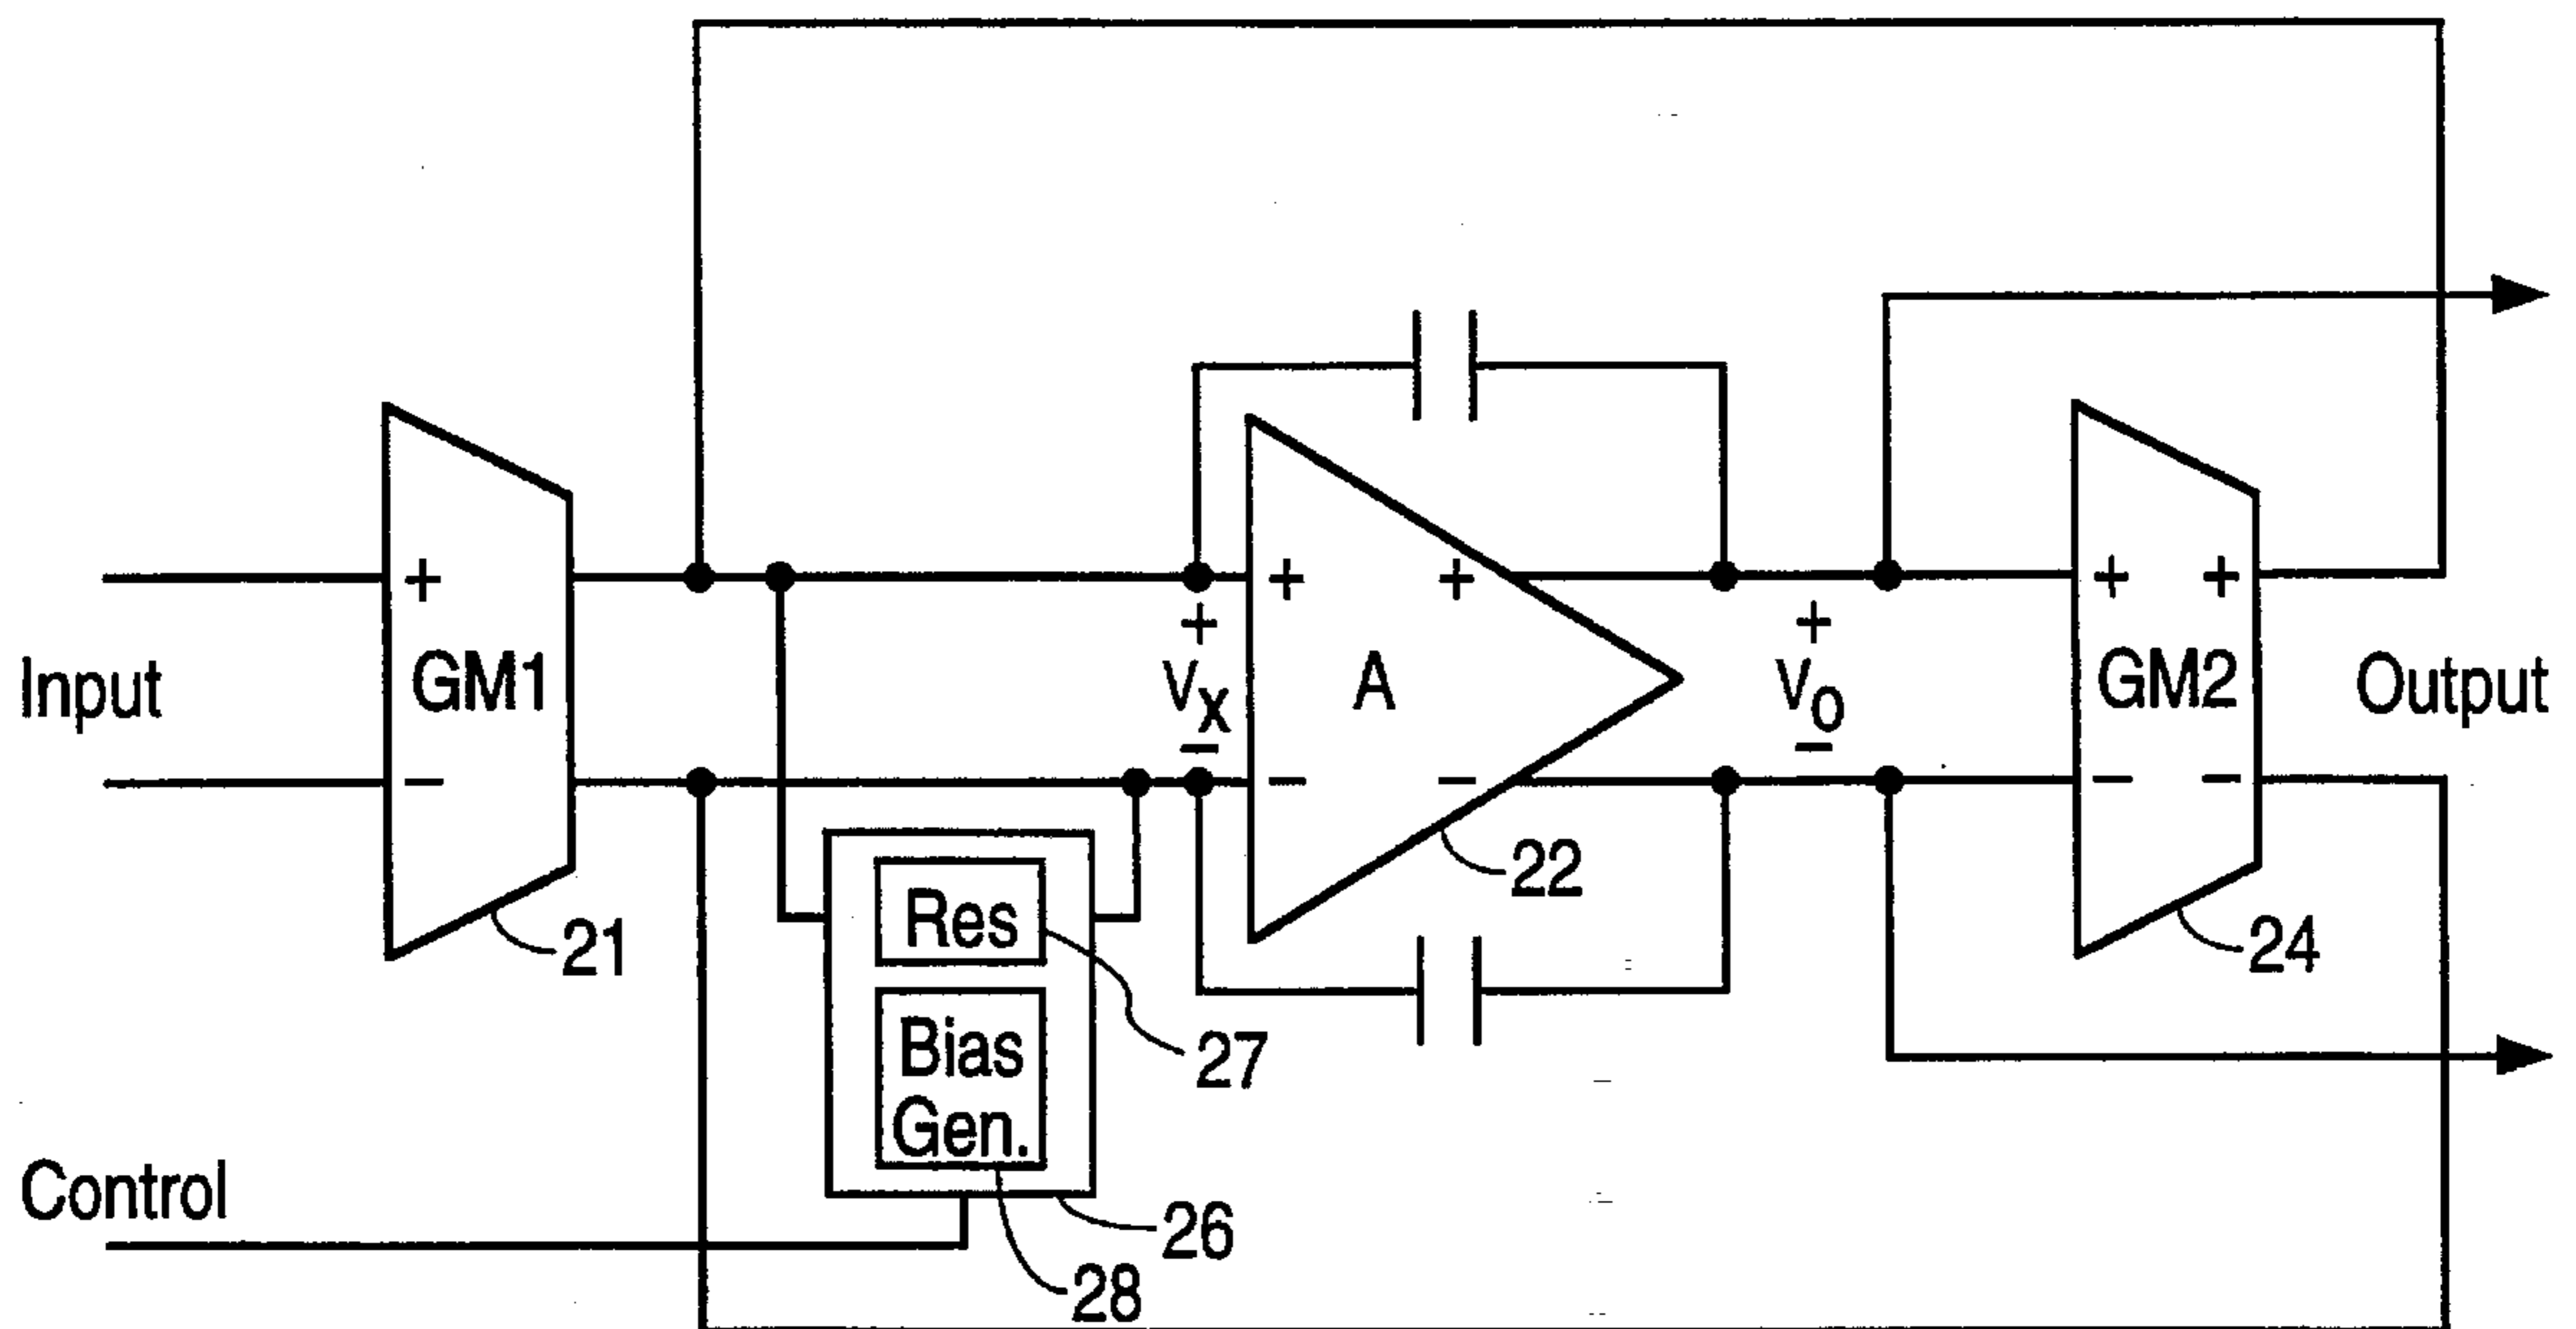 +
-
GM1
21
Input
Control
Res
Bias
Gen.
27
26
28
+
Vx
-
+ +
A
- -
22
+
Vo
-
+ +
GM2
- -
24
Output